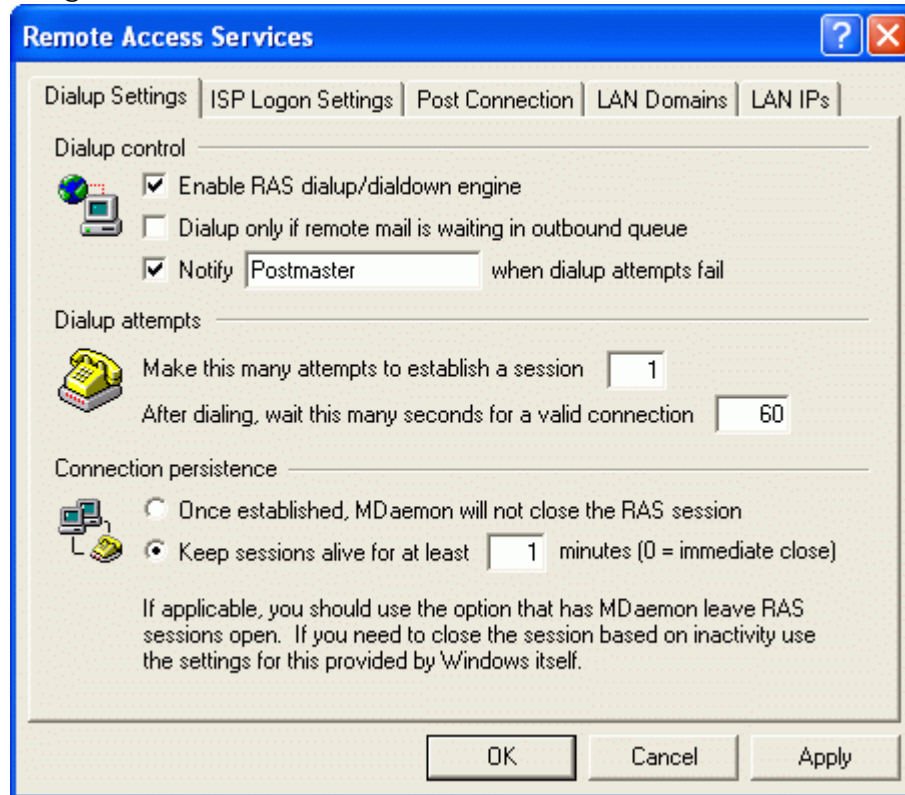 Remote Access Services
Dialup Settings ISP Logon Settings Post Connection LAN Domains LAN IPs
Dialup control
Enable RAS dialup/dialdown engine
Dialup only if remote mail is waiting in outbound queue
Notify Postmaster when dialup attempts fail
Dialup attempts
Make this many attempts to establish a session 1
After dialing, wait this many seconds for a valid connection 60
Connection persistence
Once established, MDaemon will not close the RAS session
Keep sessions alive for at least 1 minutes (0 = immediate close)
If applicable, you should use the option that has MDaemon leave RAS
sessions open. If you need to close the session based on inactivity use
the settings for this provided by Windows itself.
OK Cancel Apply